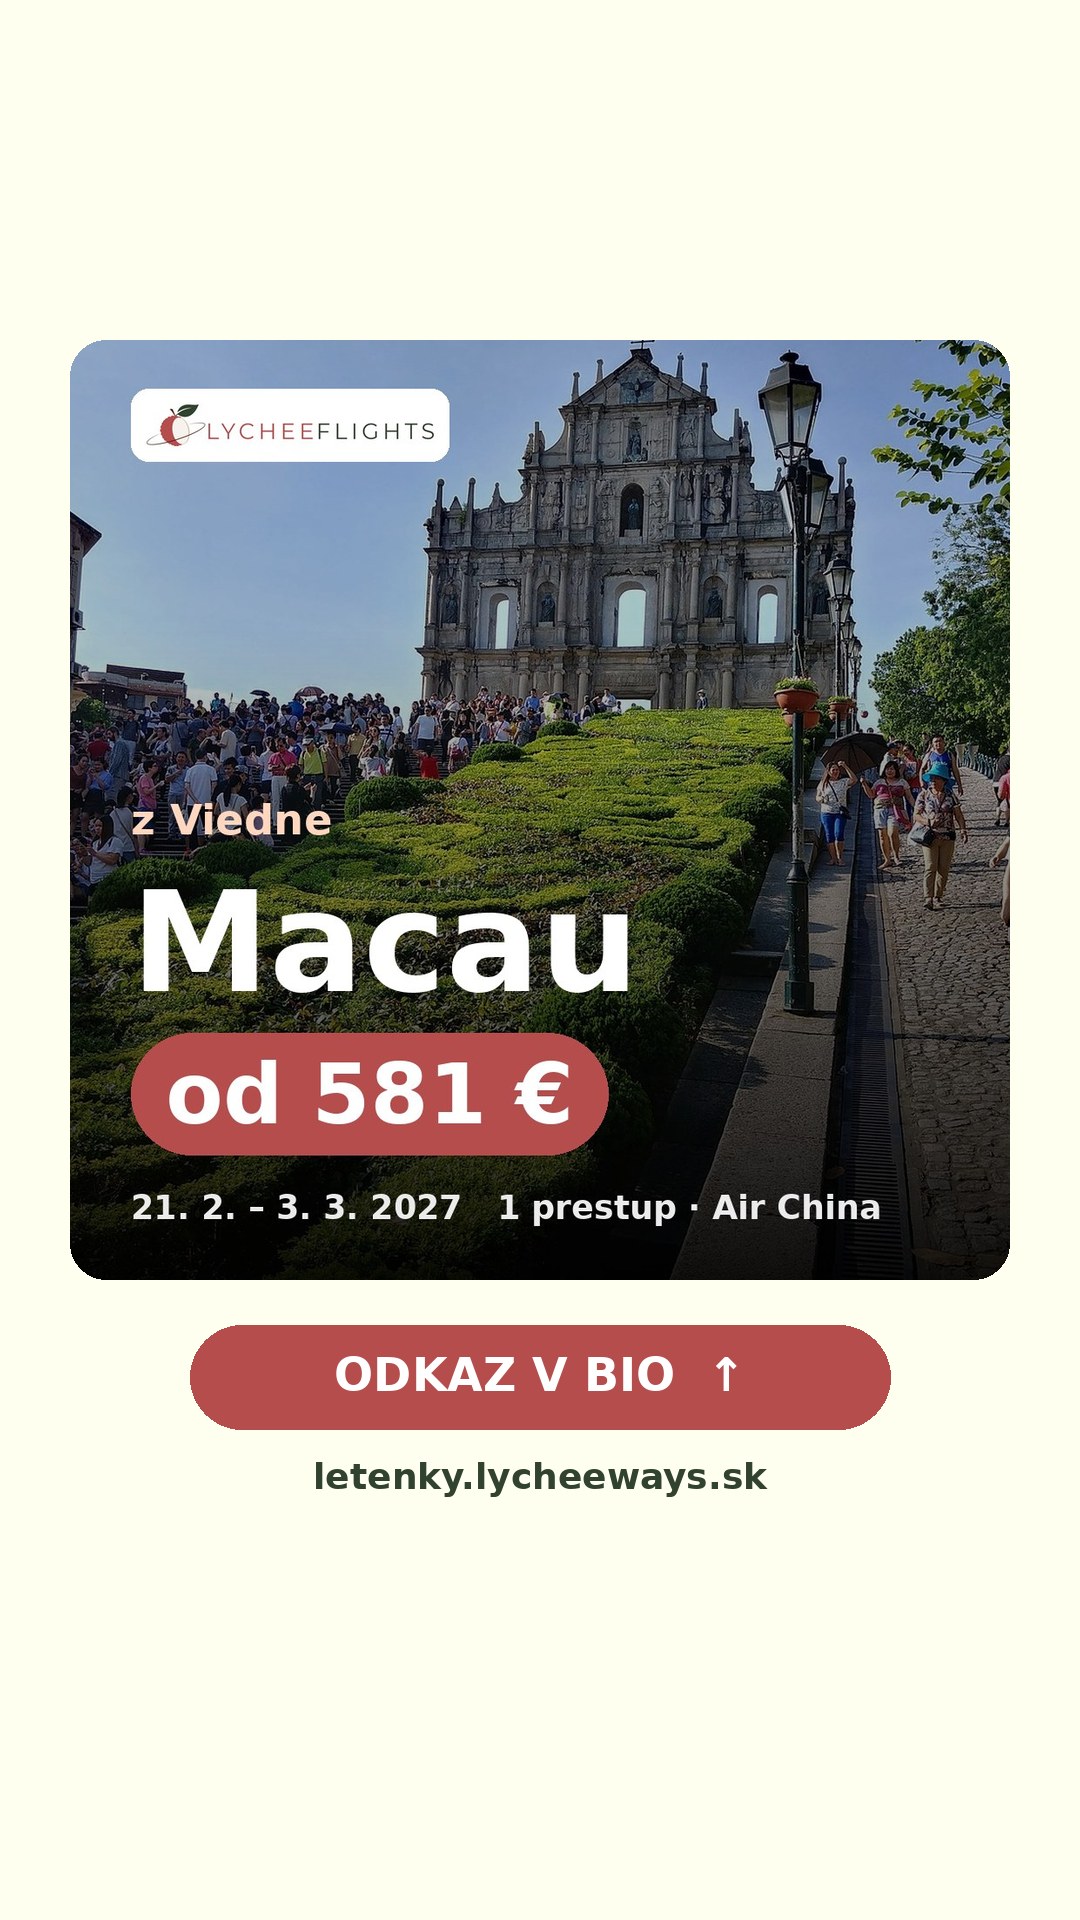 LYCHEEFLIGHTS
z Viedne
Macau
od 581 €
21. 2. – 3. 3. 2027 1 prestup · Air China
ODKAZ V BIO ↑
letenky.lycheeways.sk